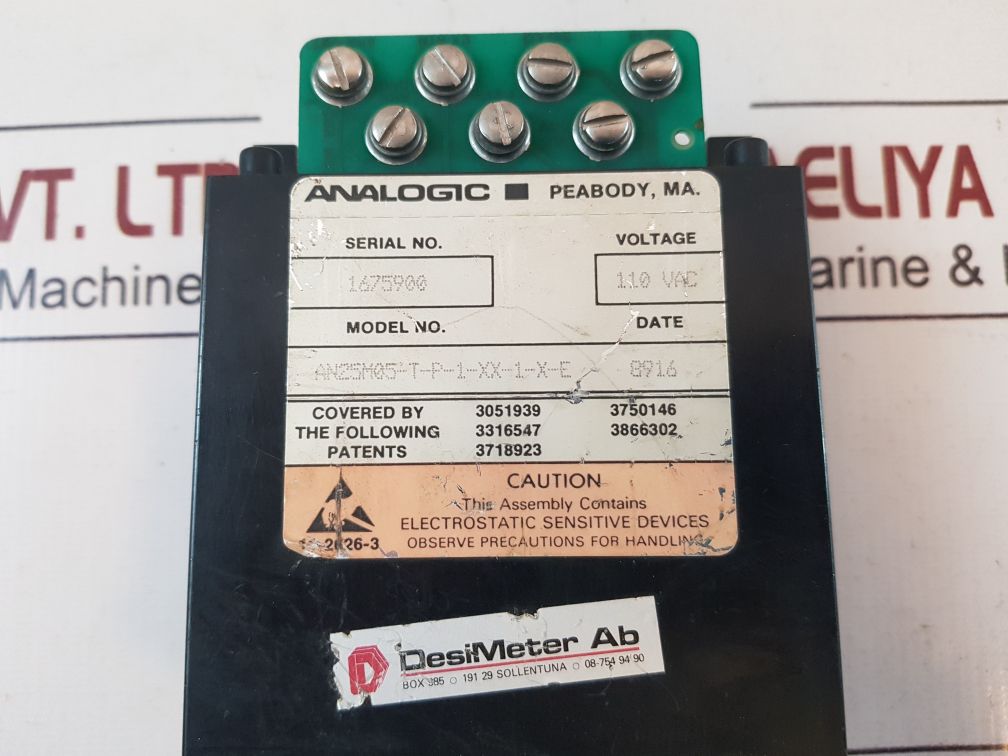 VT. LT
ELIYA
Machine
arine &
ANALOGIC ■ PEABODY, MA.
SERIAL NO. VOLTAGE
1675900 110 VAC
MODEL NO. DATE
AN25M05-T-P-1-XX-1-X-E 8916
COVERED BY 3051939 3750146
THE FOLLOWING 3316547 3866302
PATENTS 3718923
CAUTION
This Assembly Contains
ELECTROSTATIC SENSITIVE DEVICES
OBSERVE PRECAUTIONS FOR HANDLING
2626-3
DesiMeter Ab
BOX 985 ○ 191 29 SOLLENTUNA ○ 08-754 94 90